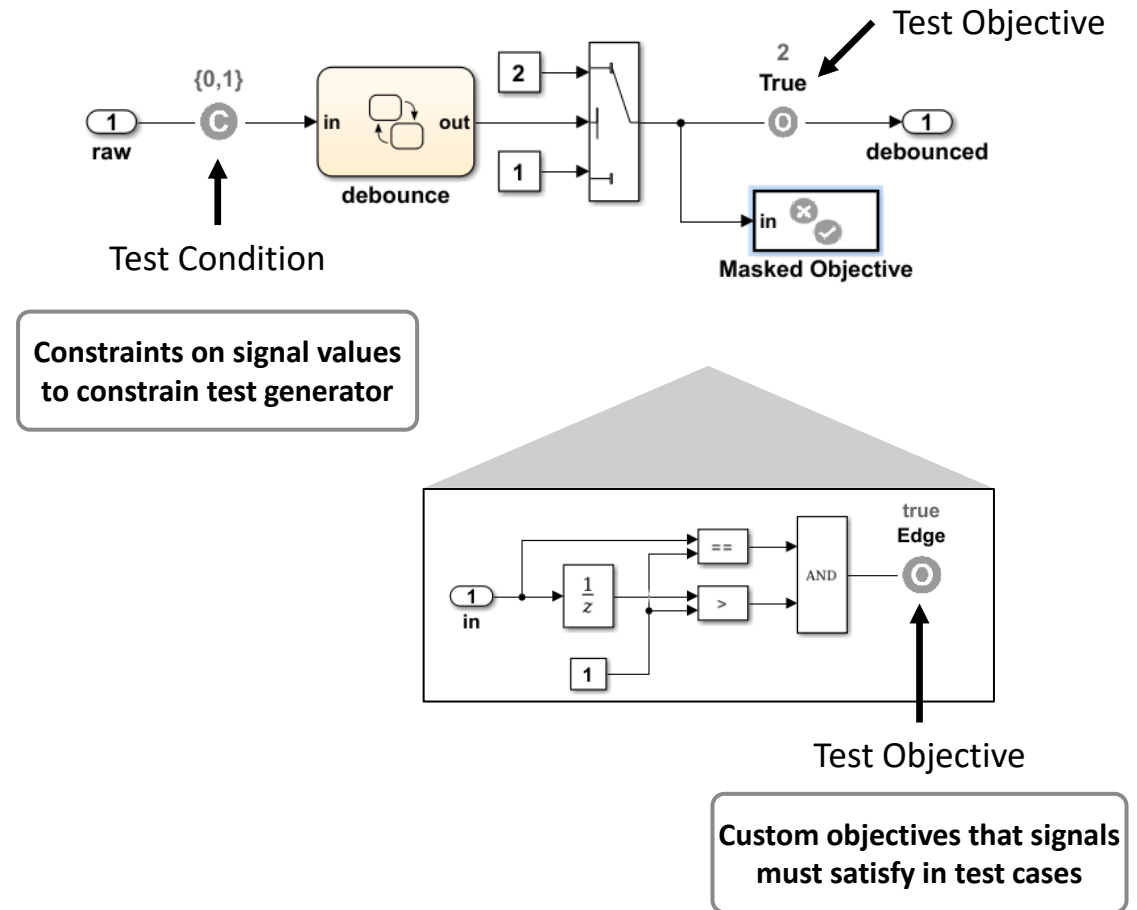 Test Objective
{0,1}
C
1
raw
in
out
debounce
2
1
2
True
O
1
debounced
in
Masked Objective
Test Condition
Constraints on signal values
to constrain test generator
1
in
1
z
1
==
>
AND
true
Edge
O
Test Objective
Custom objectives that signals
must satisfy in test cases